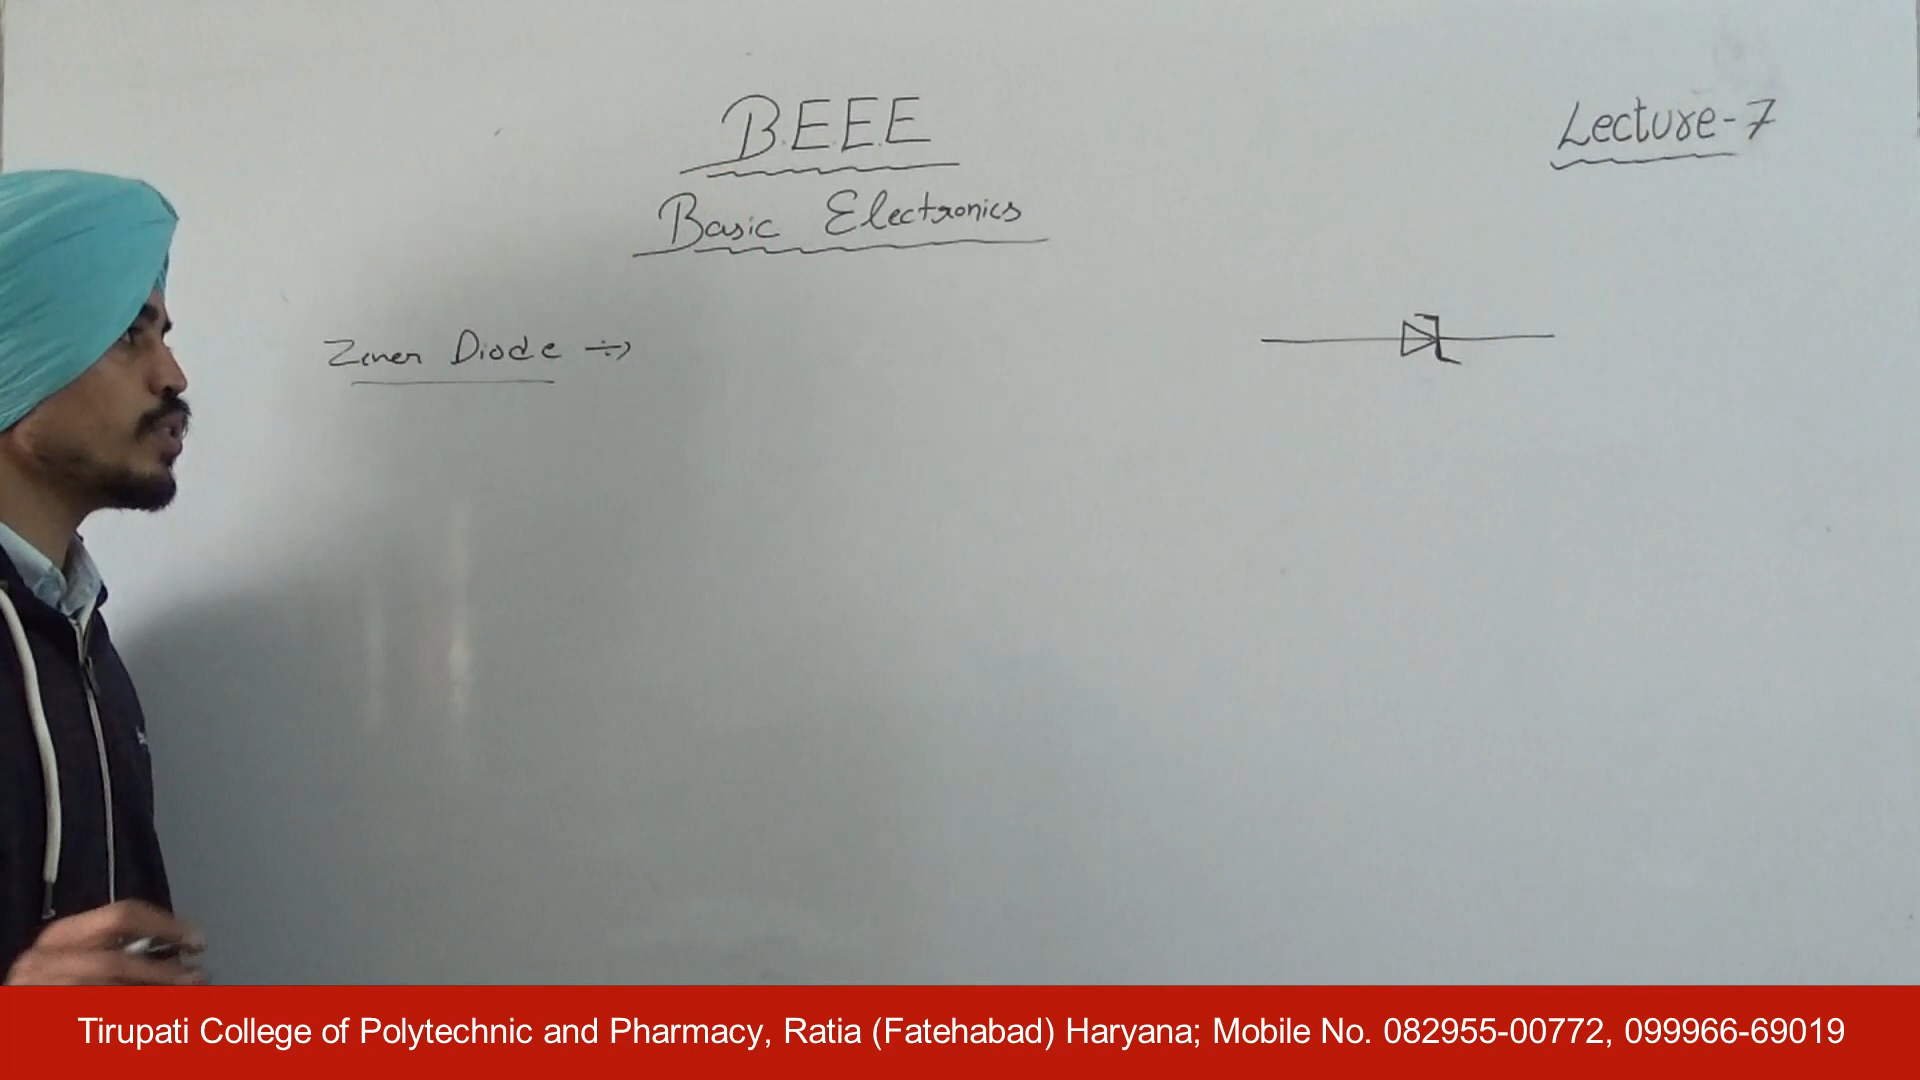 B.E.E.E
Lecture-7
Basic Electronics
Zener Diode ÷>
Tirupati College of Polytechnic and Pharmacy, Ratia (Fatehabad) Haryana; Mobile No. 082955-00772, 099966-69019